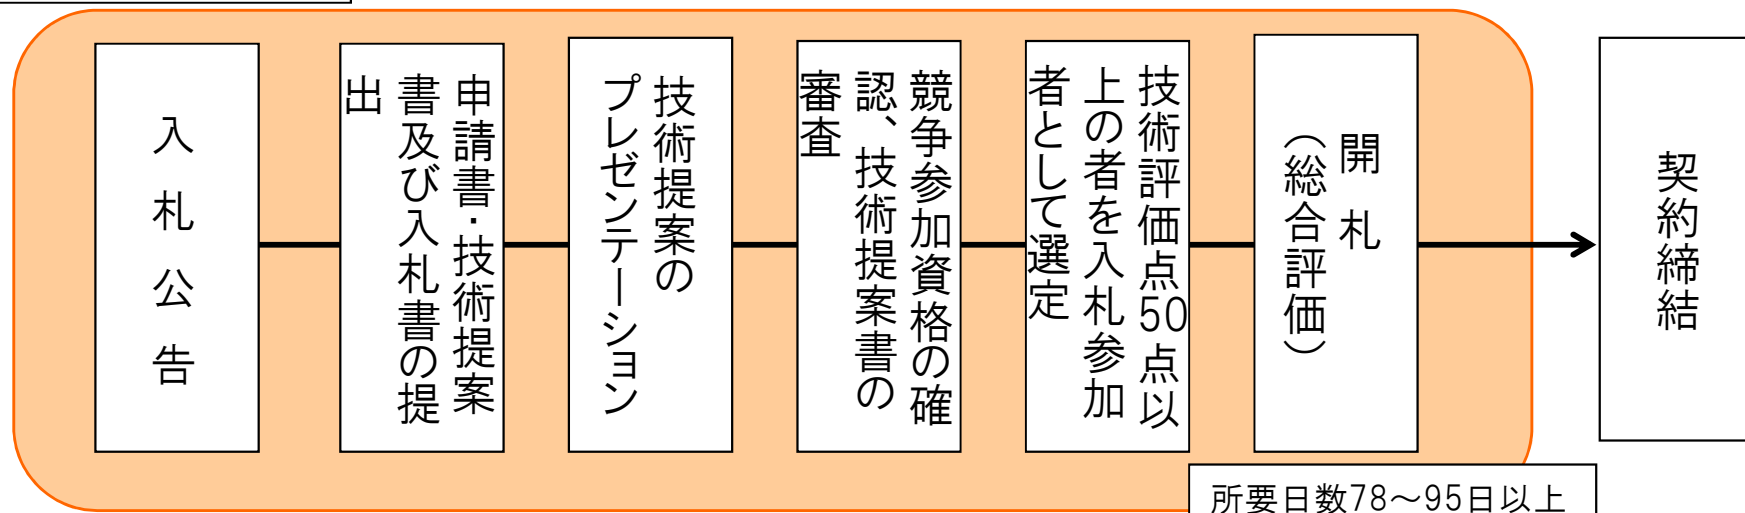 入札公告
申請書・技術提案
書及び入札書の提
出
技術提案の
プレゼンテーション
競争参加資格の確
認、技術提案書の
審査
技術評価点50点以
上の者を入札参加
者として選定
開札
（総合評価）
契約締結
所要日数78～95日以上